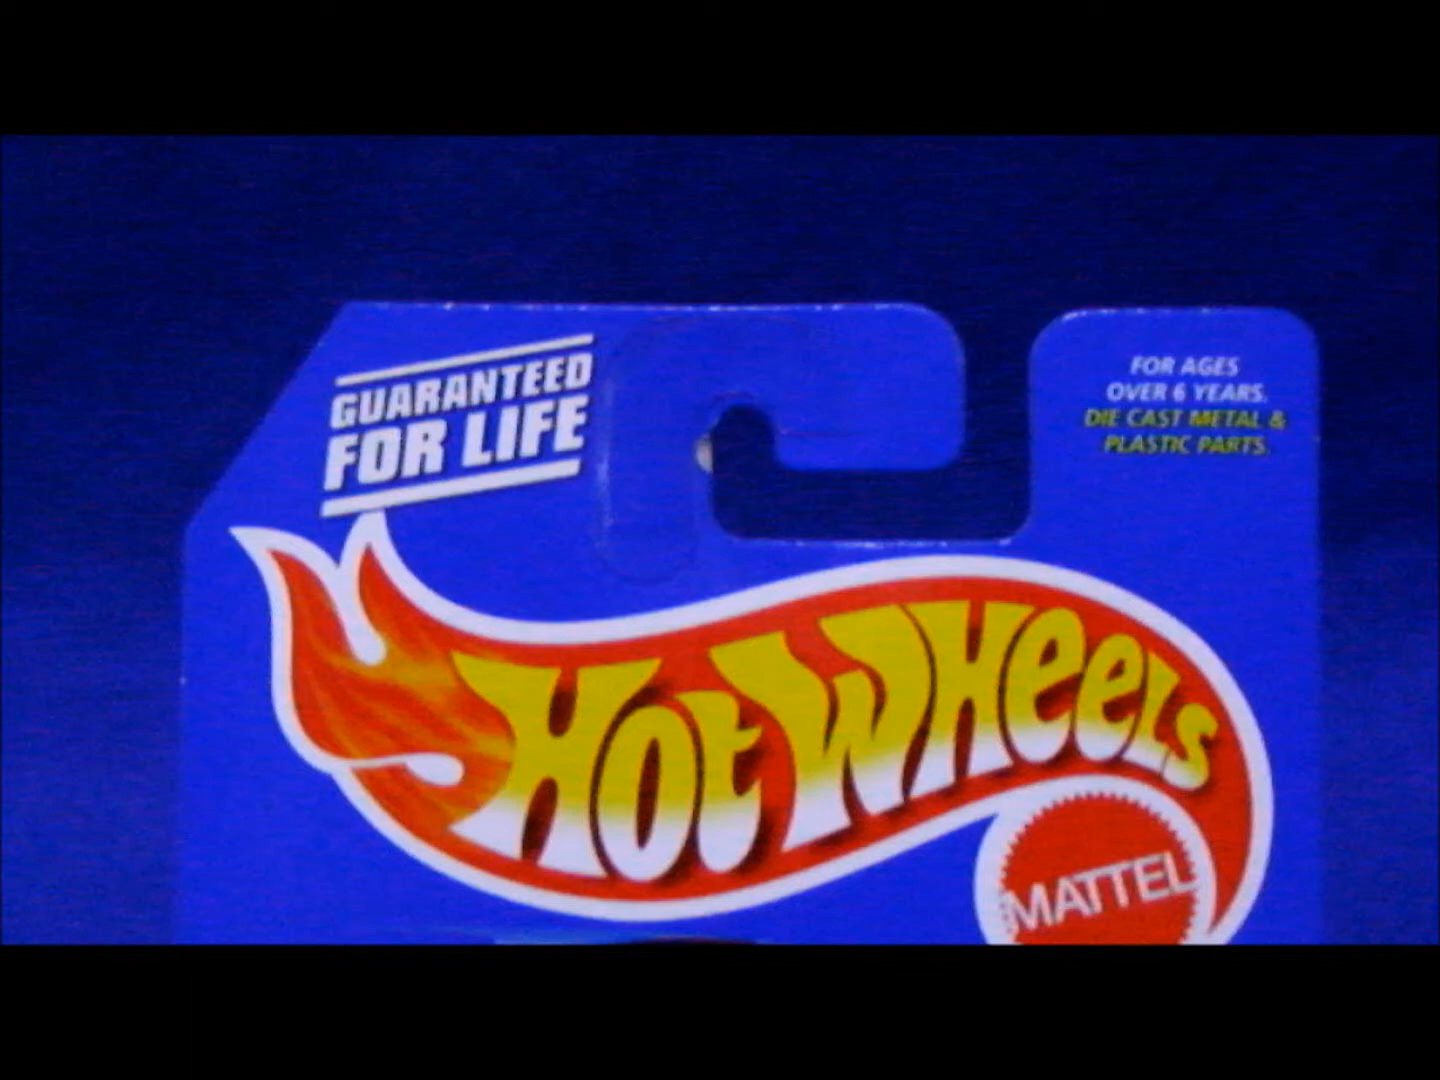 GUARANTEED
FOR LIFE
FOR AGES
OVER 6 YEARS.
DIE CAST METAL &
PLASTIC PARTS.
HOT WHEELS
MATTEL